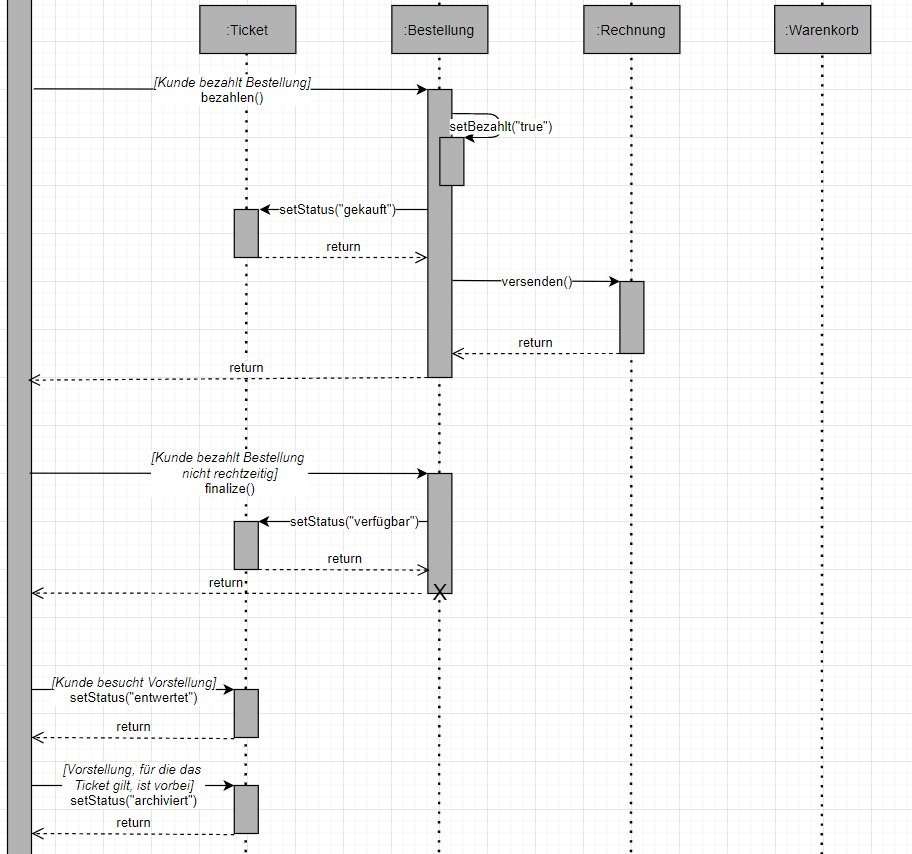 :Ticket
:Bestellung
:Rechnung
:Warenkorb
[Kunde bezahlt Bestellung]
bezahlen()
setBezahlt("true")
setStatus("gekauft")
return
versenden()
return
return
[Kunde bezahlt Bestellung
nicht rechtzeitig]
finalize()
setStatus("verfügbar")
return
return
X
[Kunde besucht Vorstellung]
setStatus("entwertet")
return
[Vorstellung, für die das
Ticket gilt, ist vorbei]
setStatus("archiviert")
return